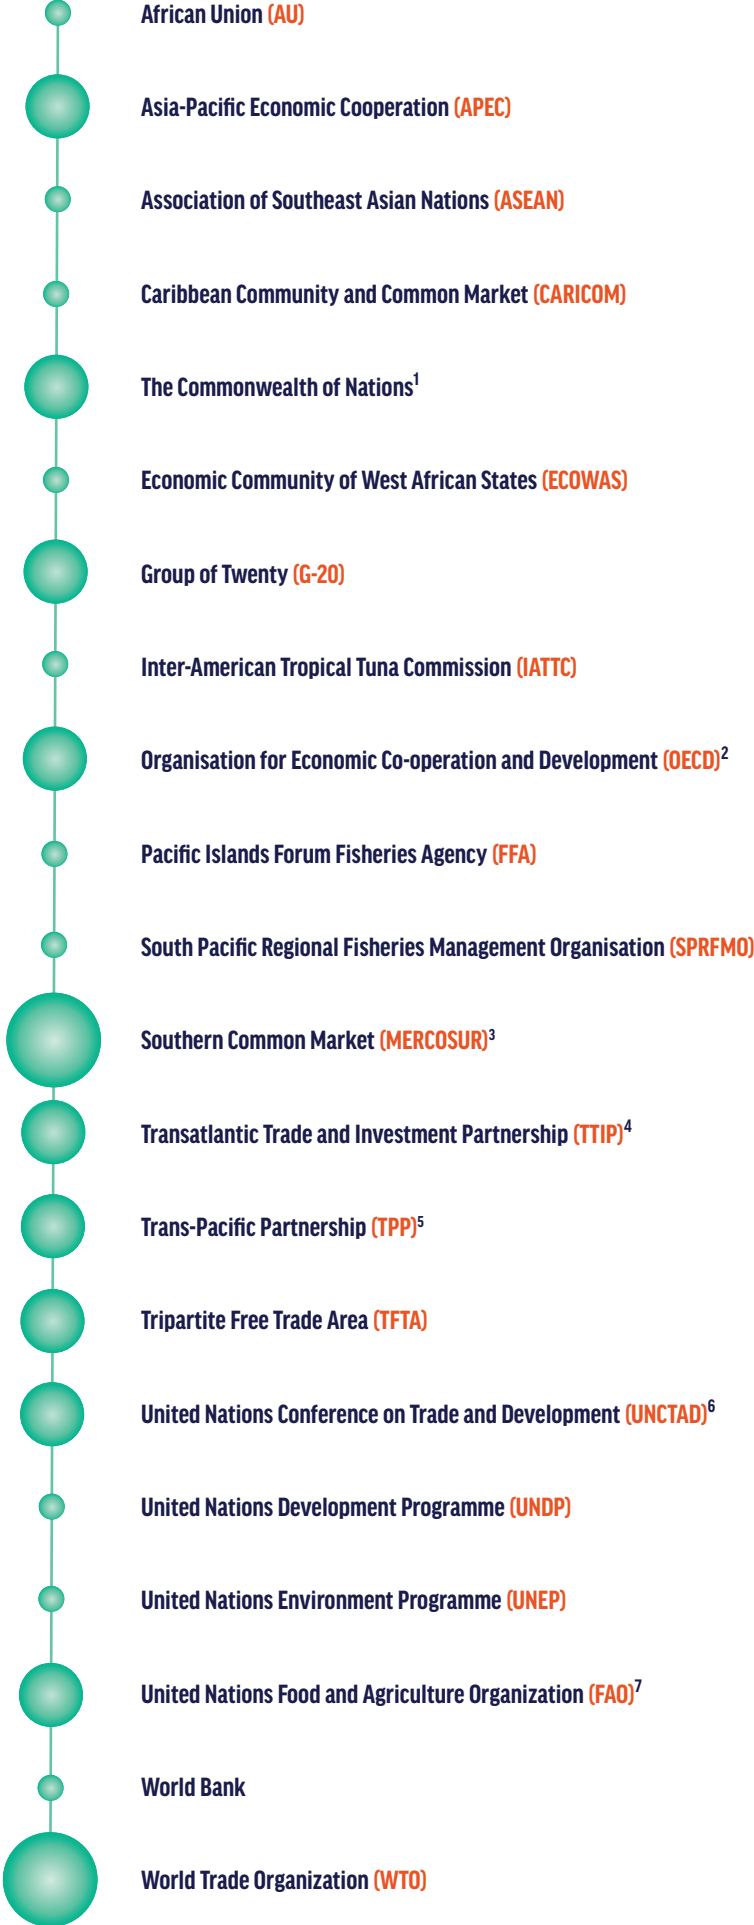 African Union (AU)
Asia-Pacific Economic Cooperation (APEC)
Association of Southeast Asian Nations (ASEAN)
Caribbean Community and Common Market (CARICOM)
The Commonwealth of Nations¹
Economic Community of West African States (ECOWAS)
Group of Twenty (G-20)
Inter-American Tropical Tuna Commission (IATTC)
Organisation for Economic Co-operation and Development (OECD)²
Pacific Islands Forum Fisheries Agency (FFA)
South Pacific Regional Fisheries Management Organisation (SPRFMO)
Southern Common Market (MERCOSUR)³
Transatlantic Trade and Investment Partnership (TTIP)⁴
Trans-Pacific Partnership (TPP)⁵
Tripartite Free Trade Area (TFTA)
United Nations Conference on Trade and Development (UNCTAD)⁶
United Nations Development Programme (UNDP)
United Nations Environment Programme (UNEP)
United Nations Food and Agriculture Organization (FAO)⁷
World Bank
World Trade Organization (WTO)